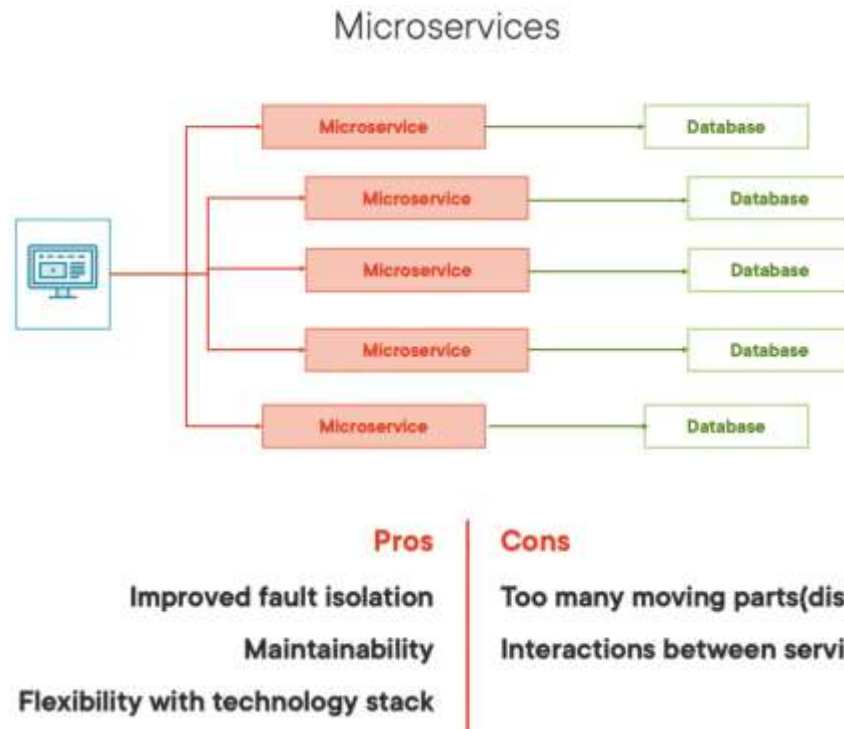 Microservices
Microservice
Database
Microservice
Database
Microservice
Database
Microservice
Database
Microservice
Database
Pros
Cons
Improved fault isolation
Too many moving parts(dis
Maintainability
Interactions between servi
Flexibility with technology stack